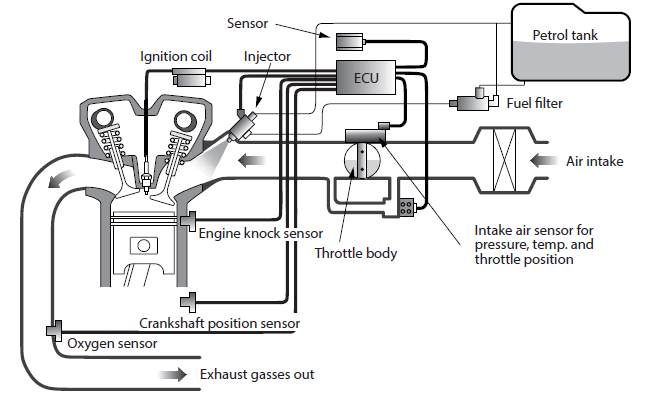 Sensor
Petrol tank
Ignition coil
Injector
ECU
Fuel filter
Air intake
Engine knock sensor
Throttle body
Intake air sensor for
pressure, temp. and
throttle position
Crankshaft position sensor
Oxygen sensor
Exhaust gasses out